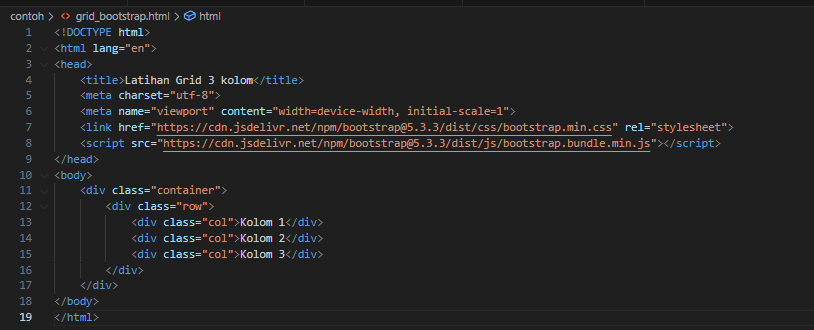 contoh > grid_bootstrap.html > html
1 <!DOCTYPE html>
2 <html lang="en">
3 <head>
4     <title>Latihan Grid 3 kolom</title>
5     <meta charset="utf-8">
6     <meta name="viewport" content="width=device-width, initial-scale=1">
7     <link href="https://cdn.jsdelivr.net/npm/bootstrap@5.3.3/dist/css/bootstrap.min.css" rel="stylesheet">
8     <script src="https://cdn.jsdelivr.net/npm/bootstrap@5.3.3/dist/js/bootstrap.bundle.min.js"></script>
9 </head>
10 <body>
11     <div class="container">
12         <div class="row">
13             <div class="col">Kolom 1</div>
14             <div class="col">Kolom 2</div>
15             <div class="col">Kolom 3</div>
16         </div>
17     </div>
18 </body>
19 </html>